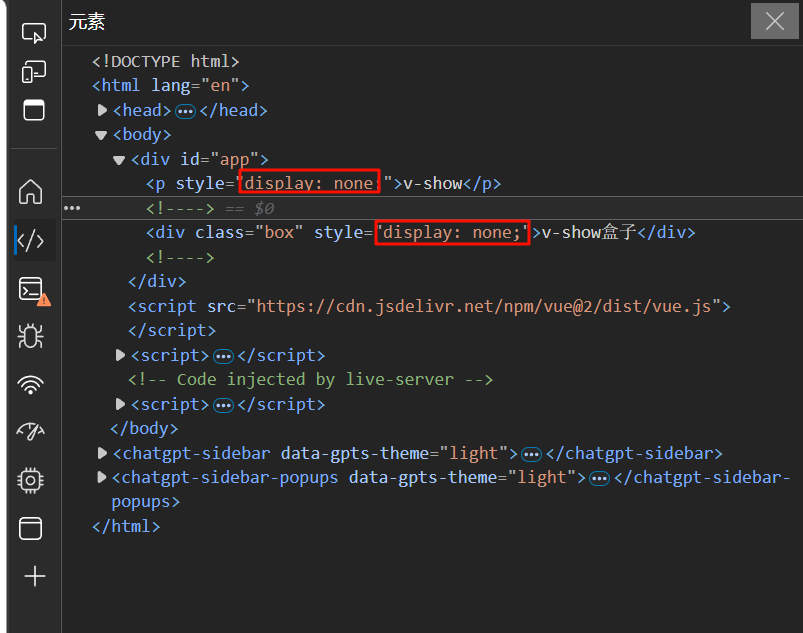 元素
<!DOCTYPE html>
<html lang="en">
<head>…</head>
<body>
<div id="app">
<p style="display: none;">v-show</p>
… <!----> == $0
<div class="box" style="display: none;">v-show盒子</div>
<!---->
</div>
<script src="https://cdn.jsdelivr.net/npm/vue@2/dist/vue.js">
</script>
<script>…</script>
<!-- Code injected by live-server -->
<script>…</script>
</body>
<chatgpt-sidebar data-gpts-theme="light">…</chatgpt-sidebar>
<chatgpt-sidebar-popups data-gpts-theme="light">…</chatgpt-sidebar-
popups>
</html>